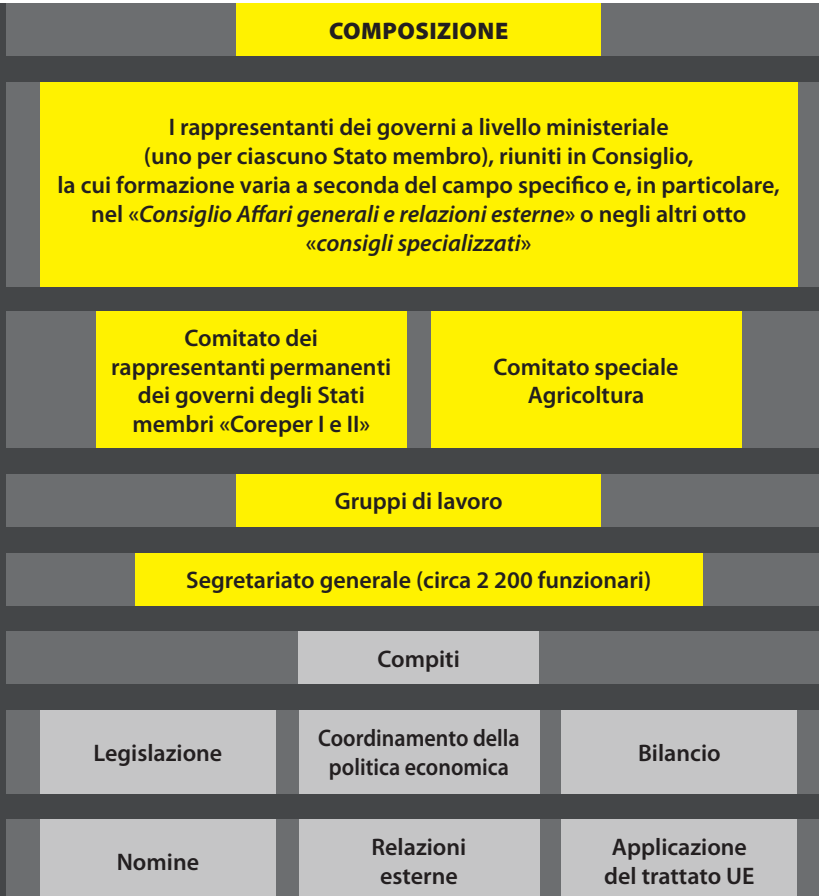 COMPOSIZIONE
I rappresentanti dei governi a livello ministeriale
(uno per ciascuno Stato membro), riuniti in Consiglio,
la cui formazione varia a seconda del campo specifico e, in particolare,
nel «Consiglio Affari generali e relazioni esterne» o negli altri otto
«consigli specializzati»
Comitato dei
rappresentanti permanenti
dei governi degli Stati
membri «Coreper I e II»
Comitato speciale
Agricoltura
Gruppi di lavoro
Segretariato generale (circa 2 200 funzionari)
Compiti
Legislazione
Coordinamento della
politica economica
Bilancio
Nomine
Relazioni
esterne
Applicazione
del trattato UE